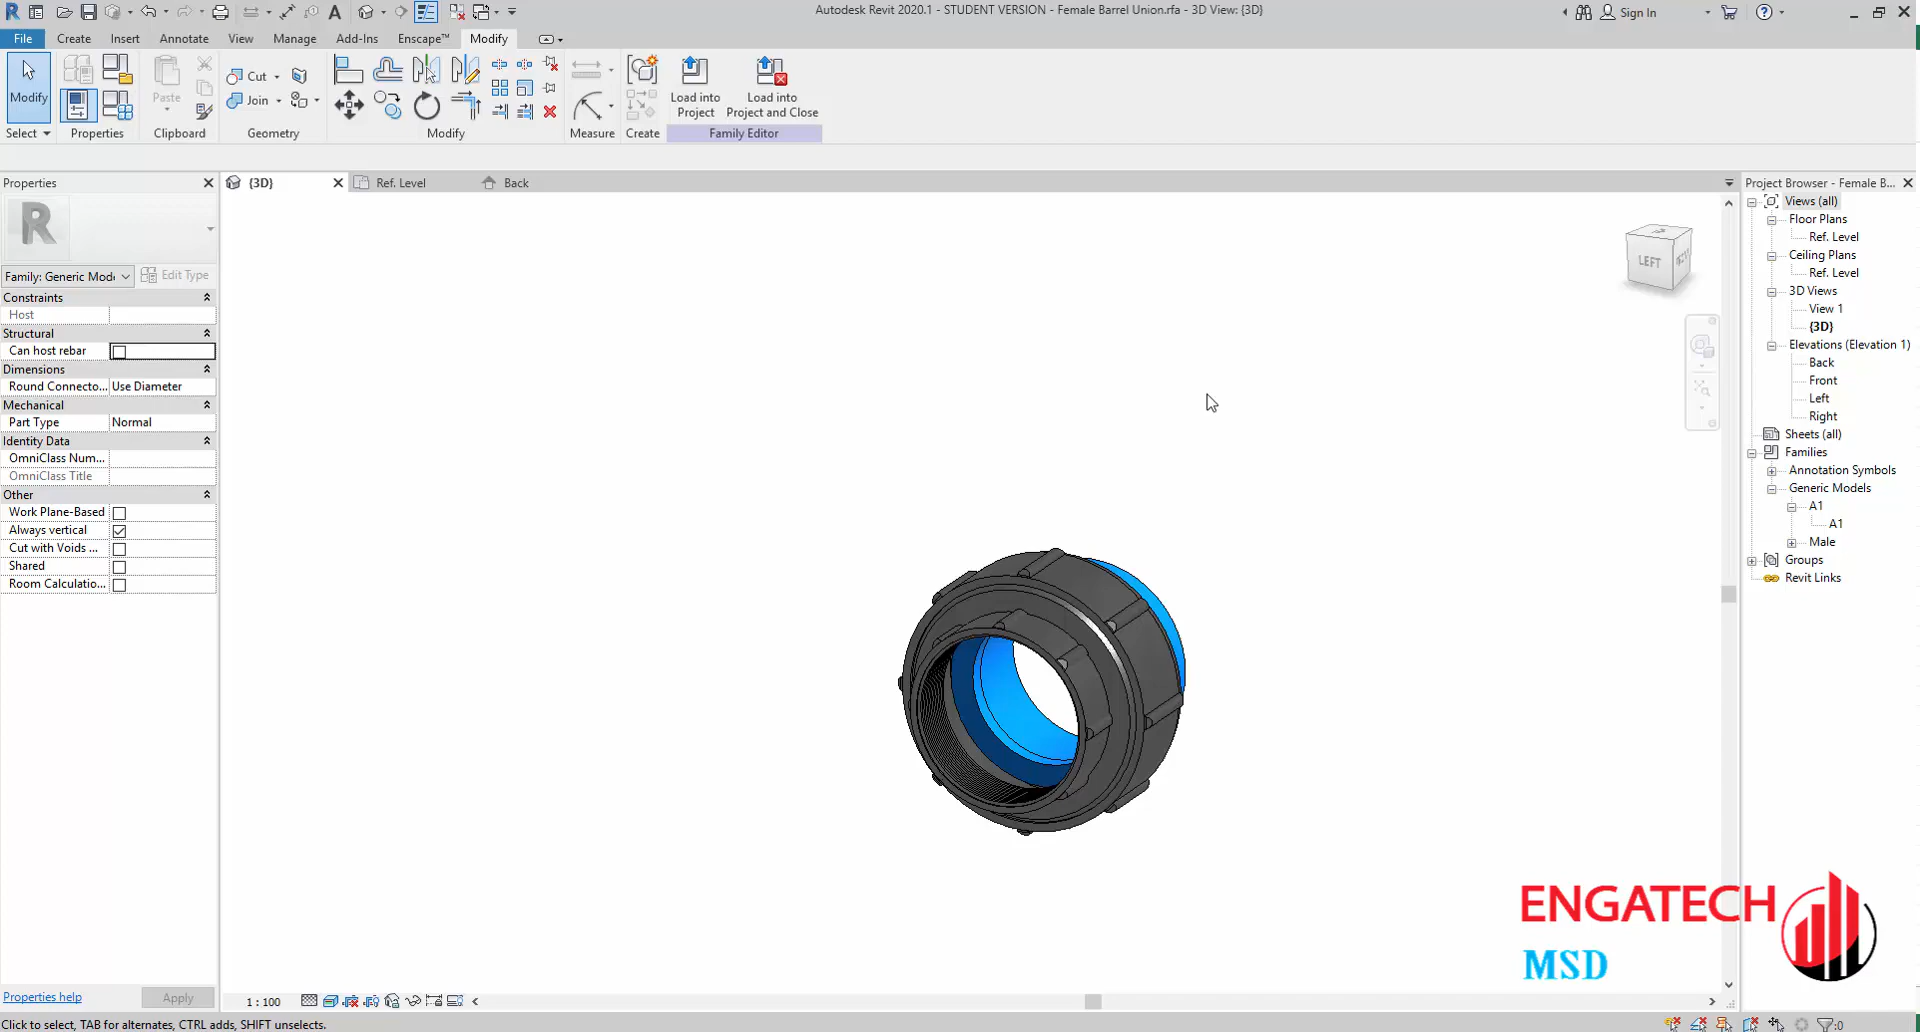 Autodesk Revit 2020.1 - STUDENT VERSION - Female Barrel Union.rfa - 3D View: {3D}
Sign In
File
Create
Insert
Annotate
View
Manage
Add-Ins
Enscape™
Modify
Modify
Paste
Cut
Join
Load into
Project
Load into
Project and Close
Select
Properties
Clipboard
Geometry
Modify
Measure
Create
Family Editor
Properties
{3D}
Ref. Level
Back
Project Browser - Female B...
R
Family: Generic Mod
Edit Type
Constraints
Host
Structural
Can host rebar
Dimensions
Round Connecto...
Use Diameter
Mechanical
Part Type
Normal
Identity Data
OmniClass Num...
OmniClass Title
Other
Work Plane-Based
Always vertical
Cut with Voids ...
Shared
Room Calculatio...
Properties help
Apply
LEFT
Views (all)
Floor Plans
Ref. Level
Ceiling Plans
Ref. Level
3D Views
View 1
{3D}
Elevations (Elevation 1)
Back
Front
Left
Right
Sheets (all)
Families
Annotation Symbols
Generic Models
A1
A1
Male
Groups
Revit Links
ENGATECH
MSD
1 : 100
Click to select, TAB for alternates, CTRL adds, SHIFT unselects.
:0